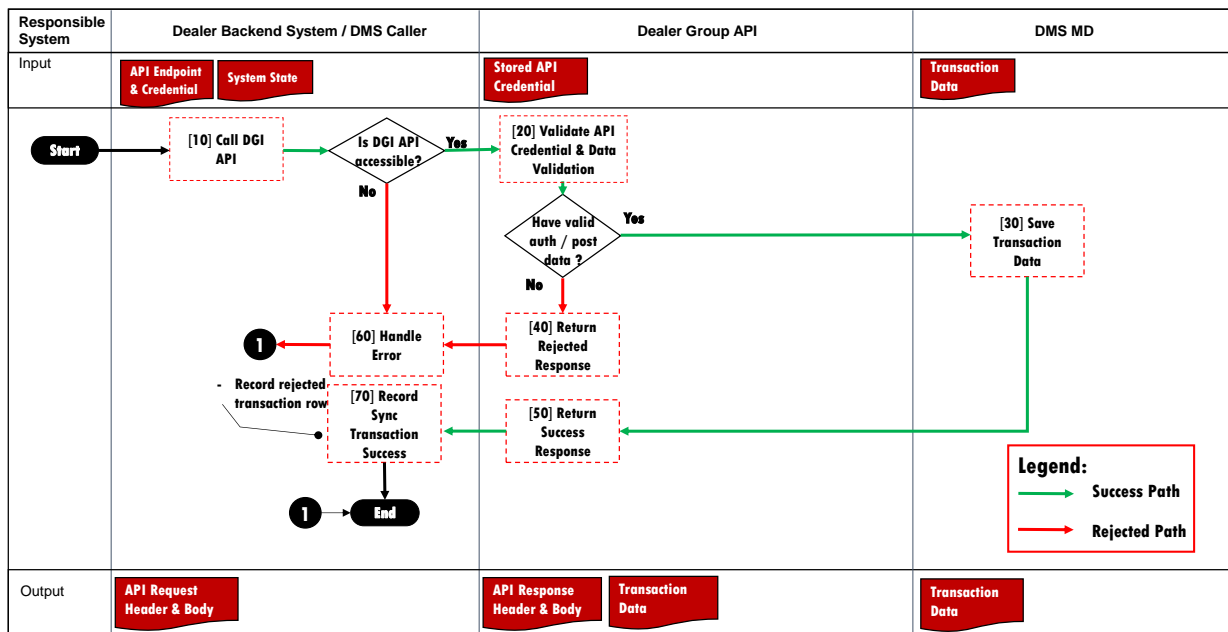 Responsible
System
Dealer Backend System / DMS Caller
Dealer Group API
DMS MD
Input
API Endpoint
& Credential
System State
Stored API
Credential
Transaction
Data
Start
[10] Call DGI
API
Is DGI API
accessible?
Yes
No
[20] Validate API
Credential & Data
Validation
Have valid
auth / post
data ?
Yes
No
[30] Save
Transaction
Data
1
[60] Handle
Error
[40] Return
Rejected
Response
- Record rejected
transaction row
[70] Record
Sync
Transaction
Success
[50] Return
Success
Response
1
End
Legend:
Success Path
Rejected Path
Output
API Request
Header & Body
API Response
Header & Body
Transaction
Data
Transaction
Data